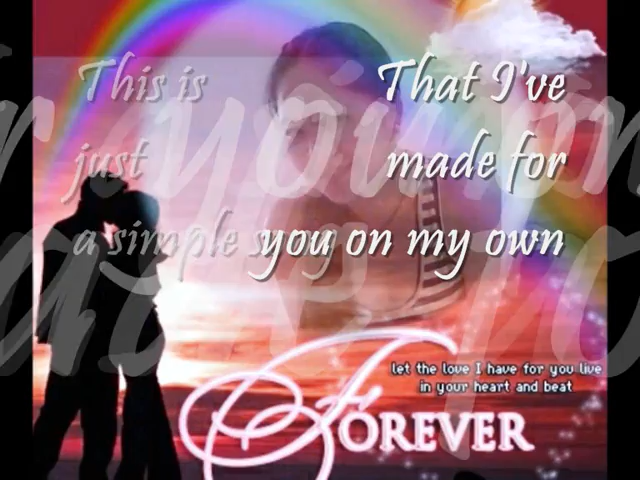 This is
just
a simple song
That I've
made for
you on my own
let the love I have for you live
in your heart and beat
FOREVER